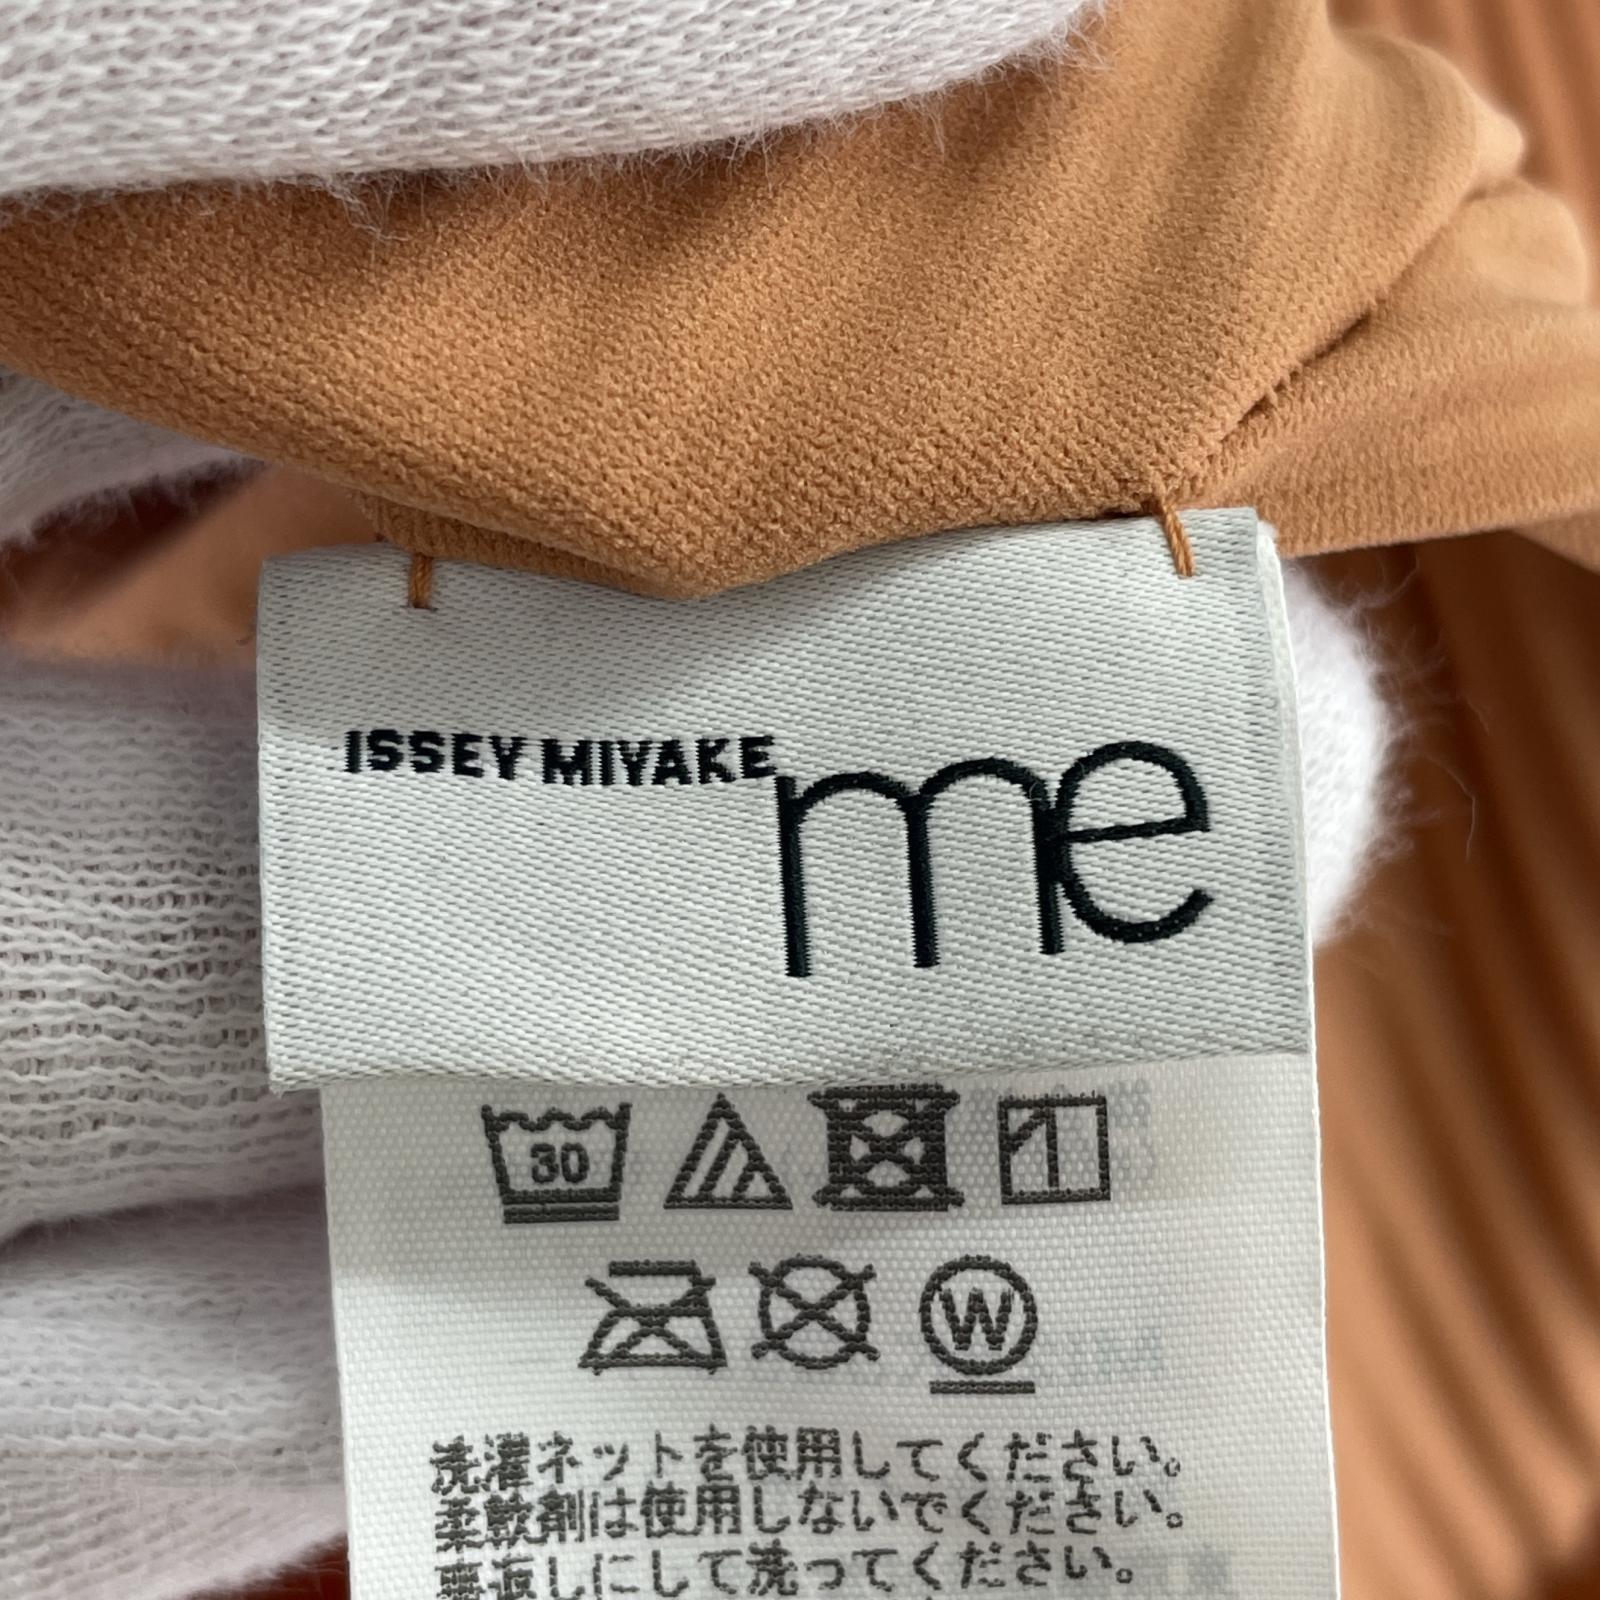 ISSEY MIYAKE me
30
W
洗濯ネットを使用してください。
柔軟剤は使用しないでください。
裏返しにして洗ってください。